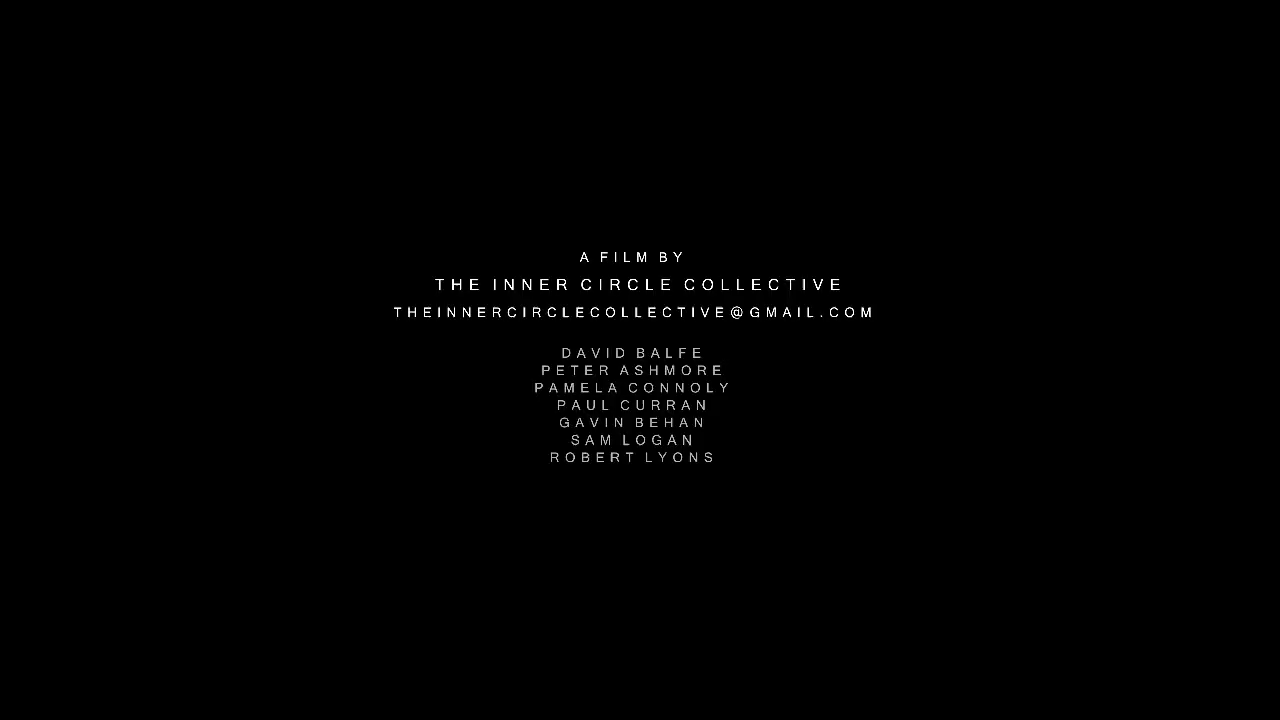 A FILM BY
THE INNER CIRCLE COLLECTIVE
THEINNERCIRCLECOLLECTIVE@GMAIL.COM
DAVID BALFE
PETER ASHMORE
PAMELA CONNOLY
PAUL CURRAN
GAVIN BEHAN
SAM LOGAN
ROBERT LYONS